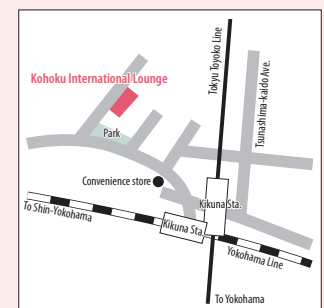 Kohoku International Lounge
Park
Tokyu Toyoko Line
Tsunashima-kaido Ave.
Convenience store
Kikuna Sta.
To Shin-Yokohama
Kikuna Sta.
Yokohama Line
To Yokohama